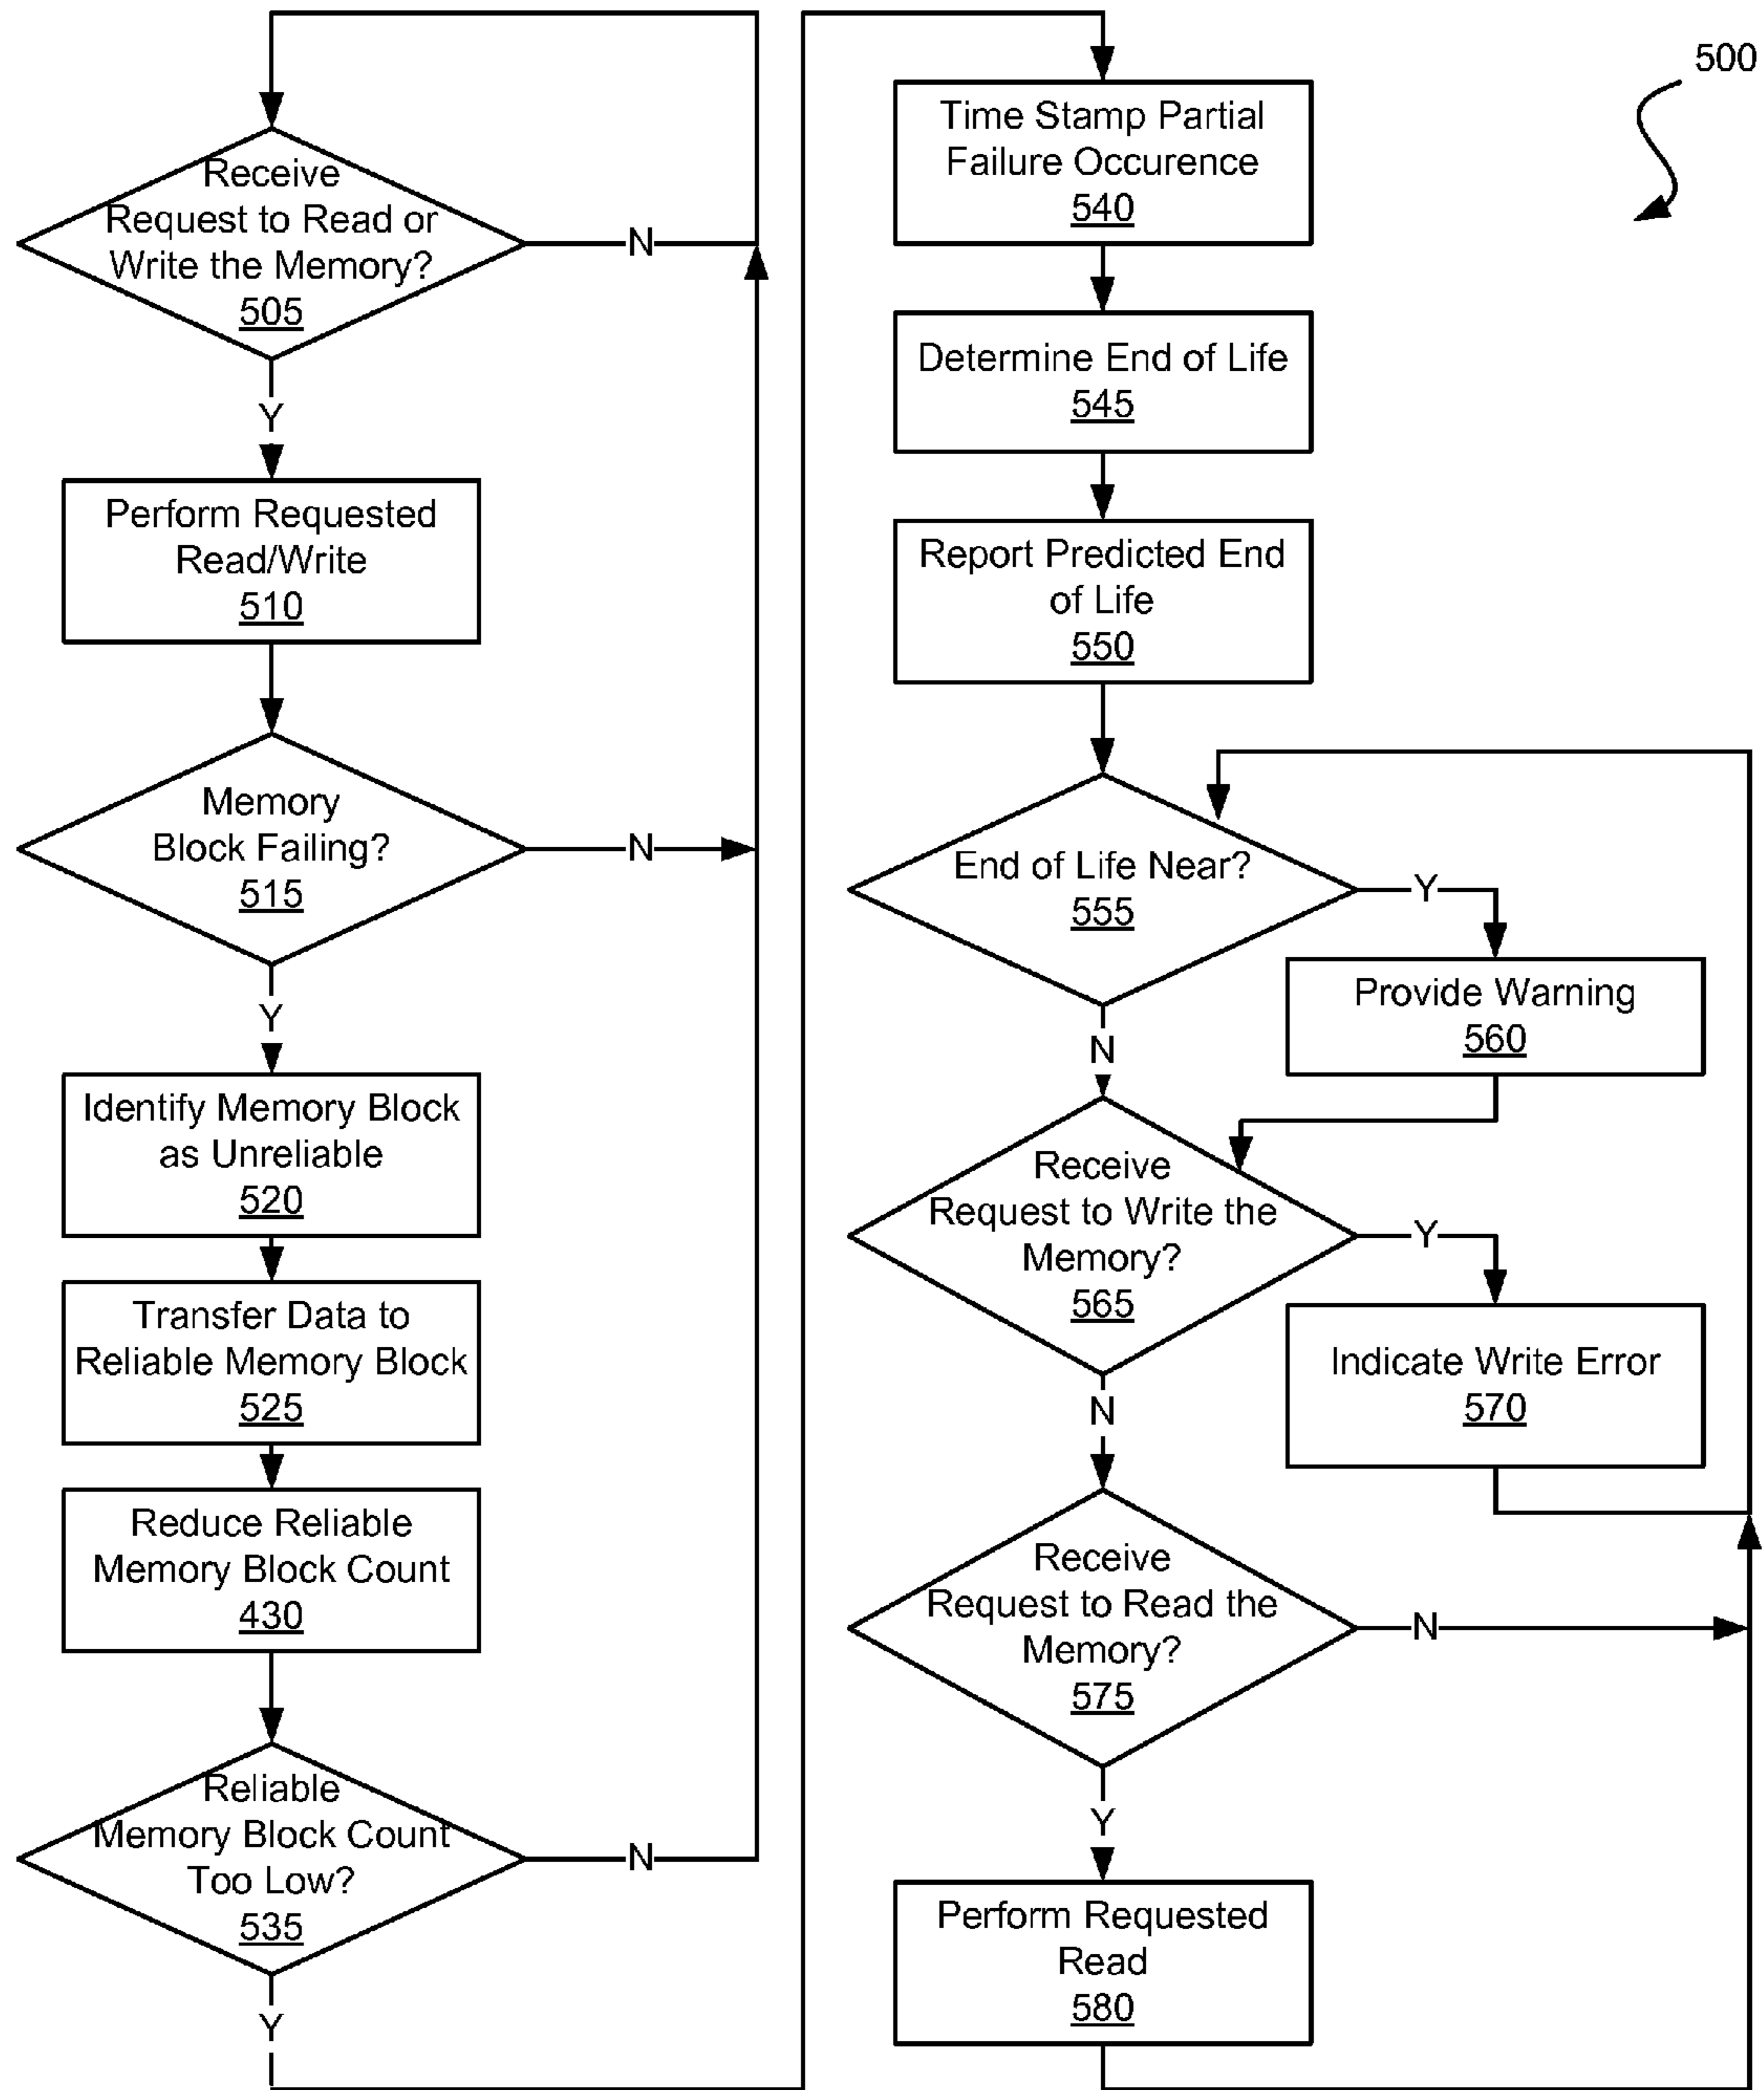 Receive
Request to Read or
Write the Memory?
505
N
Y
Perform Requested
Read/Write
510
Memory
Block Failing?
515
N
Y
Identify Memory Block
as Unreliable
520
Transfer Data to
Reliable Memory Block
525
Reduce Reliable
Memory Block Count
430
Reliable
Memory Block Count
Too Low?
535
N
Y
500
Time Stamp Partial
Failure Occurence
540
Determine End of Life
545
Report Predicted End
of Life
550
End of Life Near?
555
Y
Provide Warning
560
N
Receive
Request to Write the
Memory?
565
Y
Indicate Write Error
570
N
Receive
Request to Read the
Memory?
575
N
Y
Perform Requested
Read
580